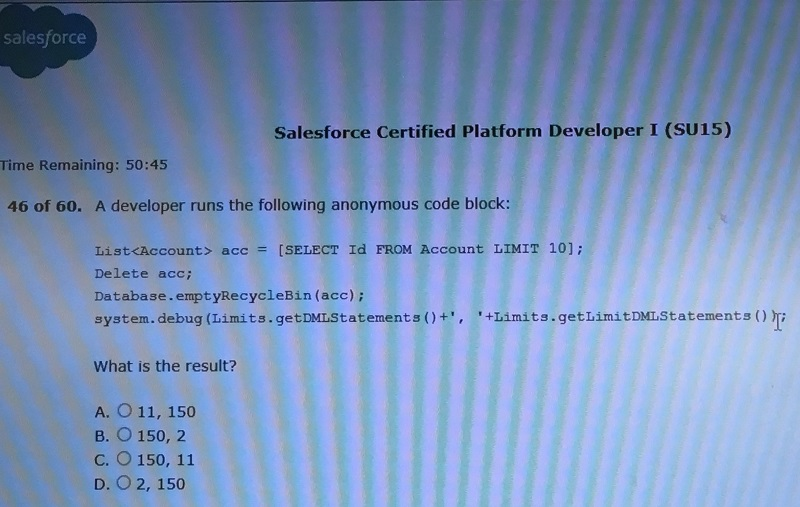 salesforce
Salesforce Certified Platform Developer I (SU15)
Time Remaining: 50:45
46 of 60. A developer runs the following anonymous code block:
List<Account> acc = [SELECT Id FROM Account LIMIT 10];
Delete acc;
Database.emptyRecycleBin(acc);
system.debug(Limits.getDMLStatements()+', '+Limits.getLimitDMLStatements());
What is the result?
A. 11, 150
B. 150, 2
C. 150, 11
D. 2, 150